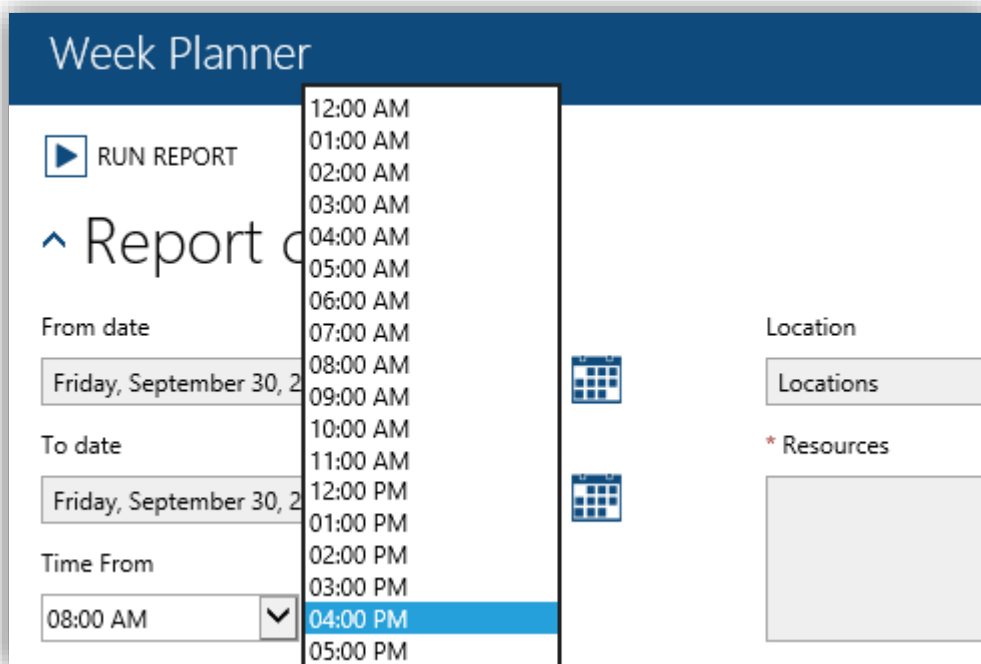 Week Planner
RUN REPORT
Report
From date
Friday, September 30, 2
To date
Friday, September 30, 2
Time From
08:00 AM
12:00 AM
01:00 AM
02:00 AM
03:00 AM
04:00 AM
05:00 AM
06:00 AM
07:00 AM
08:00 AM
09:00 AM
10:00 AM
11:00 AM
12:00 PM
01:00 PM
02:00 PM
03:00 PM
04:00 PM
05:00 PM
Location
Locations
* Resources